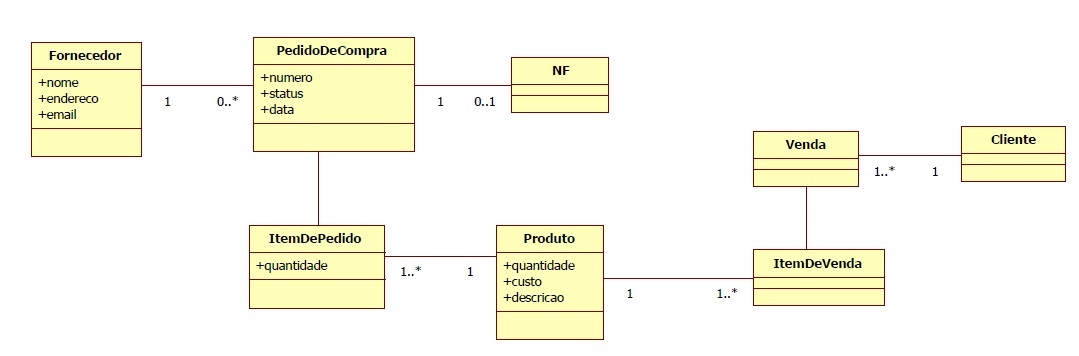 Fornecedor
+nome
+endereco
+email
1
0..*
PedidoDeCompra
+numero
+status
+data
1
0..1
NF
Venda
1..*
1
Cliente
ItemDePedido
+quantidade
1..*
1
Produto
+quantidade
+custo
+descricao
1
1..*
ItemDeVenda